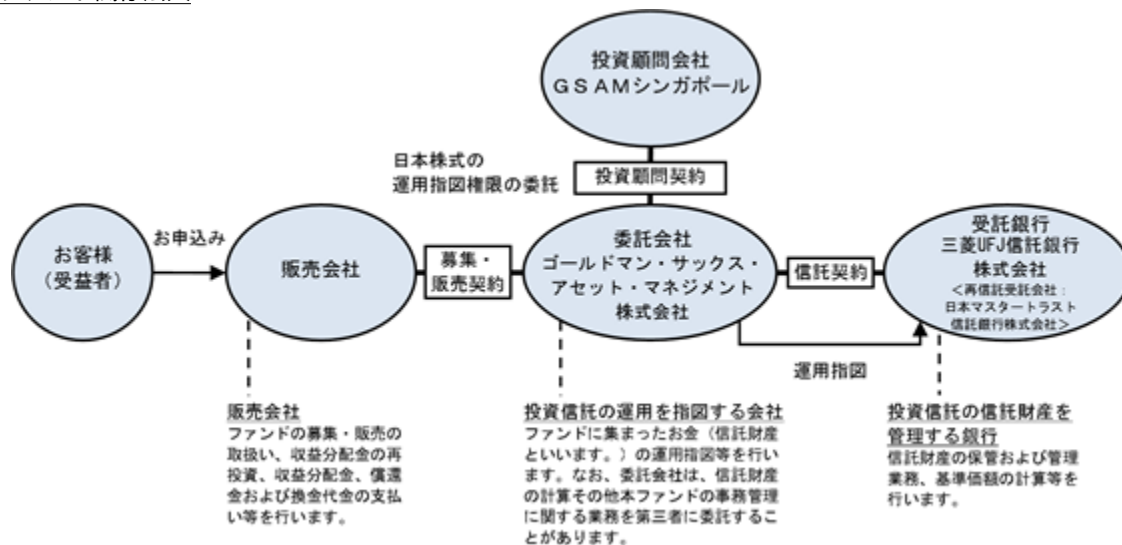 投資顧問会社
ＧＳＡＭシンガポール
日本株式の
運用指図権限の委託
投資顧問契約
お客様
（受益者）
お申込み
販売会社
募集・
販売契約
委託会社
ゴールドマン・サックス・
アセット・マネジメント
株式会社
信託契約
受託銀行
三菱UFJ信託銀行
株式会社
＜再信託受託会社：
日本マスタートラスト
信託銀行株式会社＞
運用指図
販売会社
ファンドの募集・販売の
取扱い、収益分配金の再
投資、収益分配金、償還
金および換金代金の支払
い等を行います。
投資信託の運用を指図する会社
ファンドに集まったお金（信託財産
といいます。）の運用指図等を行い
ます。なお、委託会社は、信託財産
の計算その他本ファンドの事務管理
に関する業務を第三者に委託するこ
とがあります。
投資信託の信託財産を
管理する銀行
信託財産の保管および管理
業務、基準価額の計算等を
行います。